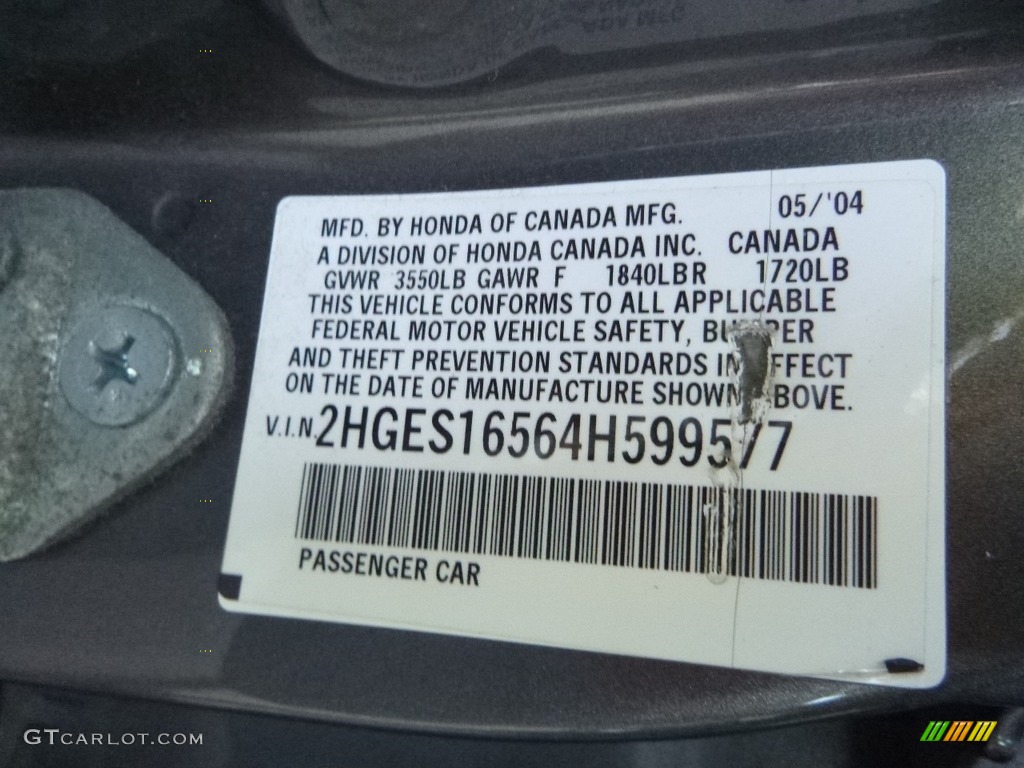 MFD. BY HONDA OF CANADA MFG. 05/'04
A DIVISION OF HONDA CANADA INC. CANADA
GVWR 3550LB GAWR F 1840LB R 1720LB
THIS VEHICLE CONFORMS TO ALL APPLICABLE
FEDERAL MOTOR VEHICLE SAFETY, BUMPER
AND THEFT PREVENTION STANDARDS IN EFFECT
ON THE DATE OF MANUFACTURE SHOWN ABOVE.
V.I.N. 2HGES16564H599577
PASSENGER CAR
GTCARLOT.COM